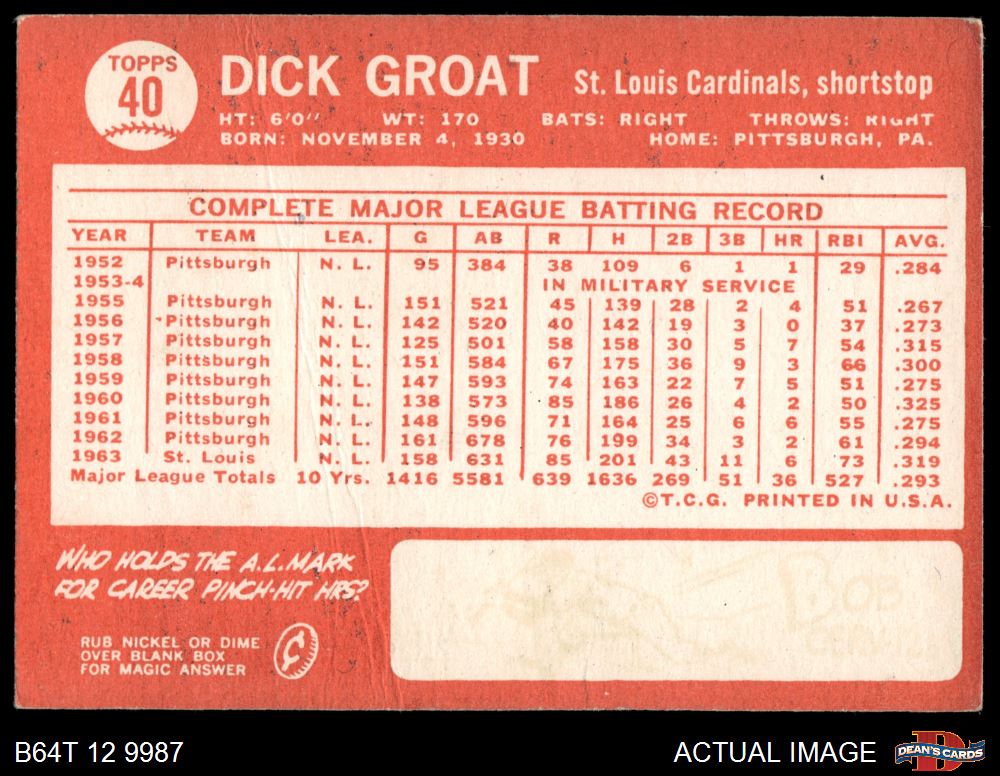 TOPPS
40
DICK GROAT St. Louis Cardinals, shortstop
HT: 6'0'' WT: 170 BATS: RIGHT THROWS: RIGHT
BORN: NOVEMBER 4, 1930 HOME: PITTSBURGH, PA.
COMPLETE MAJOR LEAGUE BATTING RECORD
YEAR TEAM LEA. G AB R H 2B 3B HR RBI AVG.
1952 Pittsburgh N. L. 95 384 38 109 6 1 1 29 .284
1953-4 IN MILITARY SERVICE
1955 Pittsburgh N. L. 151 521 45 139 28 2 4 51 .267
1956 Pittsburgh N. L. 142 520 40 142 19 3 0 37 .273
1957 Pittsburgh N. L. 125 501 58 158 30 5 7 54 .315
1958 Pittsburgh N. L. 151 584 67 175 36 9 3 66 .300
1959 Pittsburgh N. L. 147 593 74 163 22 7 5 51 .275
1960 Pittsburgh N. L. 138 573 85 186 26 4 2 50 .325
1961 Pittsburgh N. L. 148 596 71 164 25 6 6 55 .275
1962 Pittsburgh N. L. 161 678 76 199 34 3 2 61 .294
1963 St. Louis N. L. 158 631 85 201 43 11 6 73 .319
Major League Totals 10 Yrs. 1416 5581 639 1636 269 51 36 527 .293
©T.C.G. PRINTED IN U.S.A.
WHO HOLDS THE A.L. MARK
FOR CAREER PINCH-HIT HRS?
RUB NICKEL OR DIME
OVER BLANK BOX
FOR MAGIC ANSWER
BOB
B64T 12 9987 ACTUAL IMAGE DEAN'S CARDS